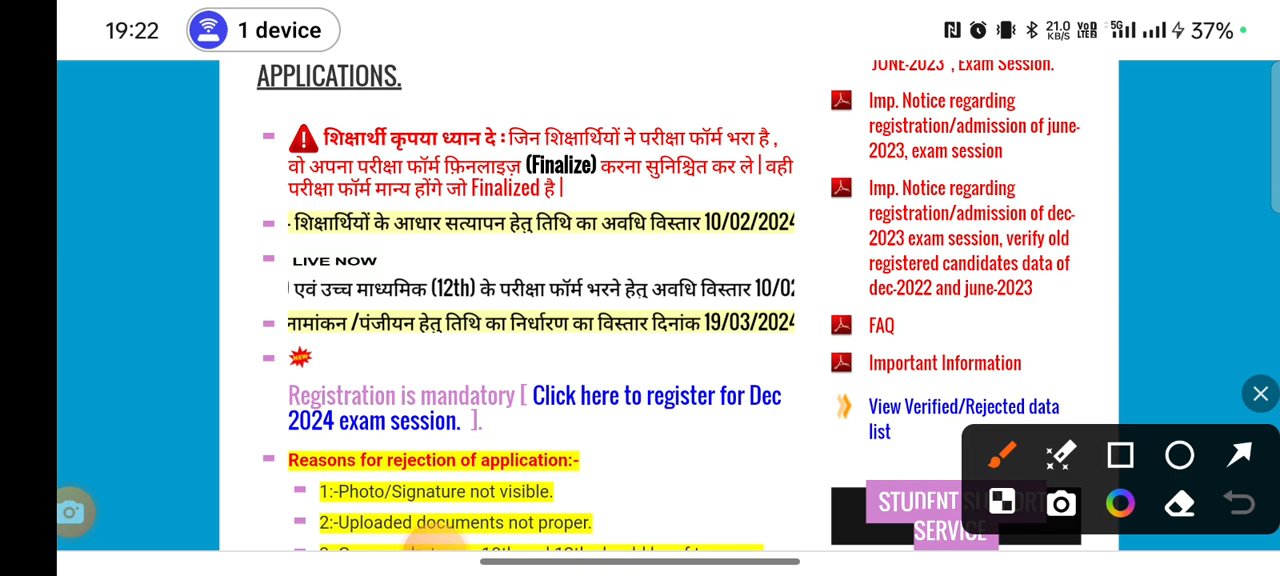 19:22
1 device
21.0
KB/S
VoD
LTE2
5G
37%
APPLICATIONS.
शिक्षार्थी कृपया ध्यान दे : जिन शिक्षार्थियों ने परीक्षा फॉर्म भरा है ,
वो अपना परीक्षा फॉर्म फ़िनलाइज़ (Finalize) करना सुनिश्चित कर ले | वही
परीक्षा फॉर्म मान्य होंगे जो Finalized है |
- शिक्षार्थियों के आधार सत्यापन हेतु तिथि का अवधि विस्तार 10/02/2024
LIVE NOW
) एवं उच्च माध्यमिक (12th) के परीक्षा फॉर्म भरने हेतु अवधि विस्तार 10/02
नामांकन /पंजीयन हेतु तिथि का निर्धारण का विस्तार दिनांक 19/03/2024
NEW
Registration is mandatory [ Click here to register for Dec
2024 exam session. ].
Reasons for rejection of application:-
1:-Photo/Signature not visible.
2:-Uploaded documents not proper.
JUNE-2023 , Exam Session.
Imp. Notice regarding
registration/admission of june-
2023, exam session
Imp. Notice regarding
registration/admission of dec-
2023 exam session, verify old
registered candidates data of
dec-2022 and june-2023
FAQ
Important Information
View Verified/Rejected data
list
STUDENT SUPPORT
SERVICE